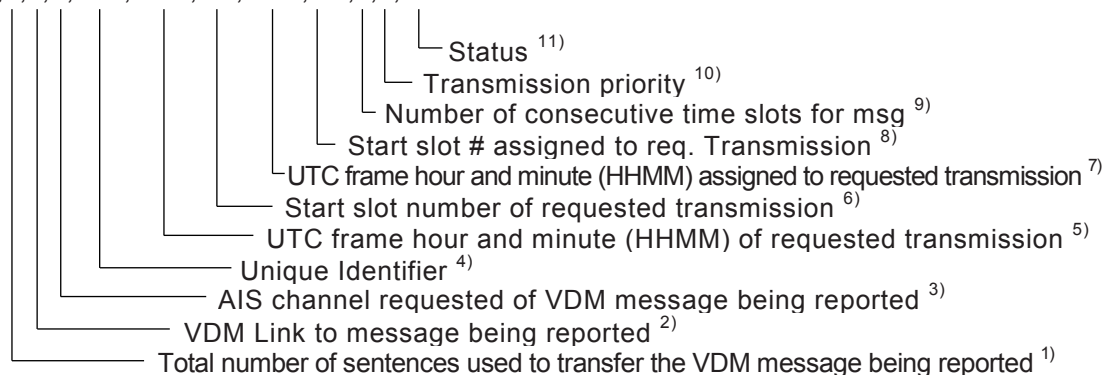 Status 11)
Transmission priority 10)
Number of consecutive time slots for msg 9)
Start slot # assigned to req. Transmission 8)
UTC frame hour and minute (HHMM) assigned to requested transmission 7)
Start slot number of requested transmission 6)
UTC frame hour and minute (HHMM) of requested transmission 5)
Unique Identifier 4)
AIS channel requested of VDM message being reported 3)
VDM Link to message being reported 2)
Total number of sentences used to transfer the VDM message being reported 1)